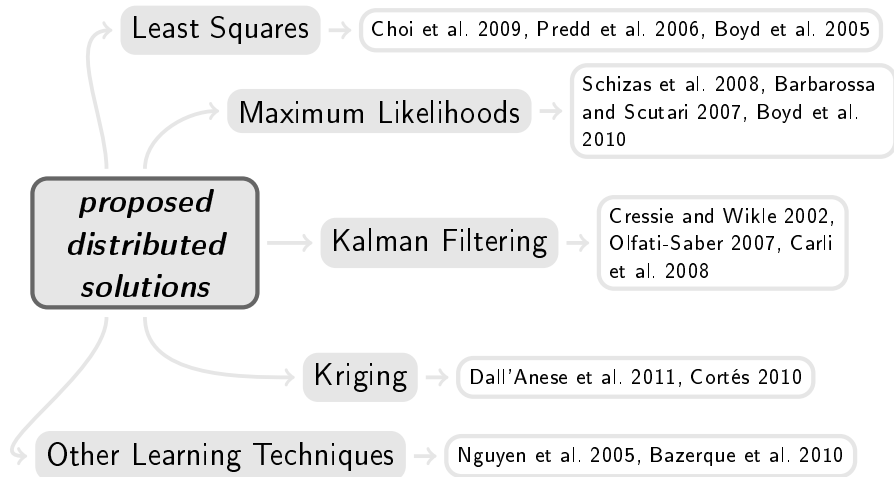 Least Squares
Choi et al. 2009, Predd et al. 2006, Boyd et al. 2005
Maximum Likelihoods
Schizas et al. 2008, Barbarossa
and Scutari 2007, Boyd et al.
2010
proposed
distributed
solutions
Kalman Filtering
Cressie and Wikle 2002,
Olfati-Saber 2007, Carli
et al. 2008
Kriging
Dall'Anese et al. 2011, Cortés 2010
Other Learning Techniques
Nguyen et al. 2005, Bazerque et al. 2010